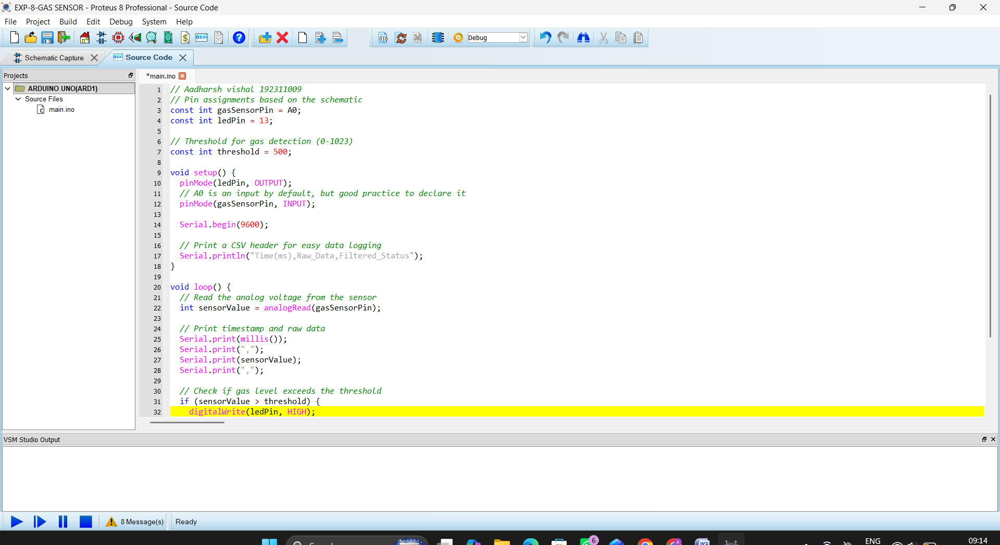 EXP-8-GAS SENSOR - Proteus 8 Professional - Source Code
File Project Build Edit Debug System Help
Debug
Schematic Capture
Source Code
Projects
ARDUINO UNO(ARD1)
Source Files
main.ino
*main.ino
1 // Aadharsh vishal 192311009
2 // Pin assignments based on the schematic
3 const int gasSensorPin = A0;
4 const int ledPin = 13;
5
6 // Threshold for gas detection (0-1023)
7 const int threshold = 500;
8
9 void setup() {
10 pinMode(ledPin, OUTPUT);
11 // A0 is an input by default, but good practice to declare it
12 pinMode(gasSensorPin, INPUT);
13
14 Serial.begin(9600);
15
16 // Print a CSV header for easy data logging
17 Serial.println("Time(ms),Raw_Data,Filtered_Status");
18 }
19
20 void loop() {
21 // Read the analog voltage from the sensor
22 int sensorValue = analogRead(gasSensorPin);
23
24 // Print timestamp and raw data
25 Serial.print(millis());
26 Serial.print(",");
27 Serial.print(sensorValue);
28 Serial.print(",");
29
30 // Check if gas level exceeds the threshold
31 if (sensorValue > threshold) {
32 digitalWrite(ledPin, HIGH);
VSM Studio Output
8 Message(s)
Ready
6
ENG
09:14